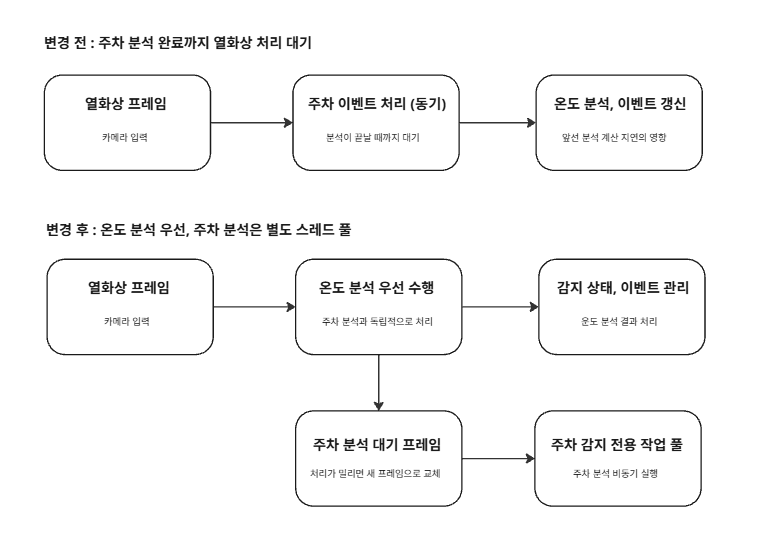 변경 전 : 주차 분석 완료까지 열화상 처리 대기
열화상 프레임
카메라 입력
주차 이벤트 처리 (동기)
분석이 끝날 때까지 대기
온도 분석, 이벤트 갱신
앞선 분석 계산 지연의 영향
변경 후 : 온도 분석 우선, 주차 분석은 별도 스레드 풀
열화상 프레임
카메라 입력
온도 분석 우선 수행
주차 분석과 독립적으로 처리
감지 상태, 이벤트 관리
운도 분석 결과 처리
주차 분석 대기 프레임
처리가 밀리면 새 프레임으로 교체
주차 감지 전용 작업 풀
주차 분석 비동기 실행